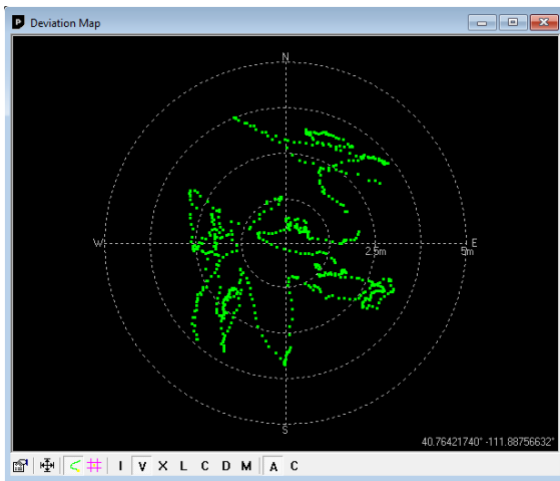 P Deviation Map
N
W E
2.5m 5m
S
40.76421740° -111.88756632°
I V X L C D M A C